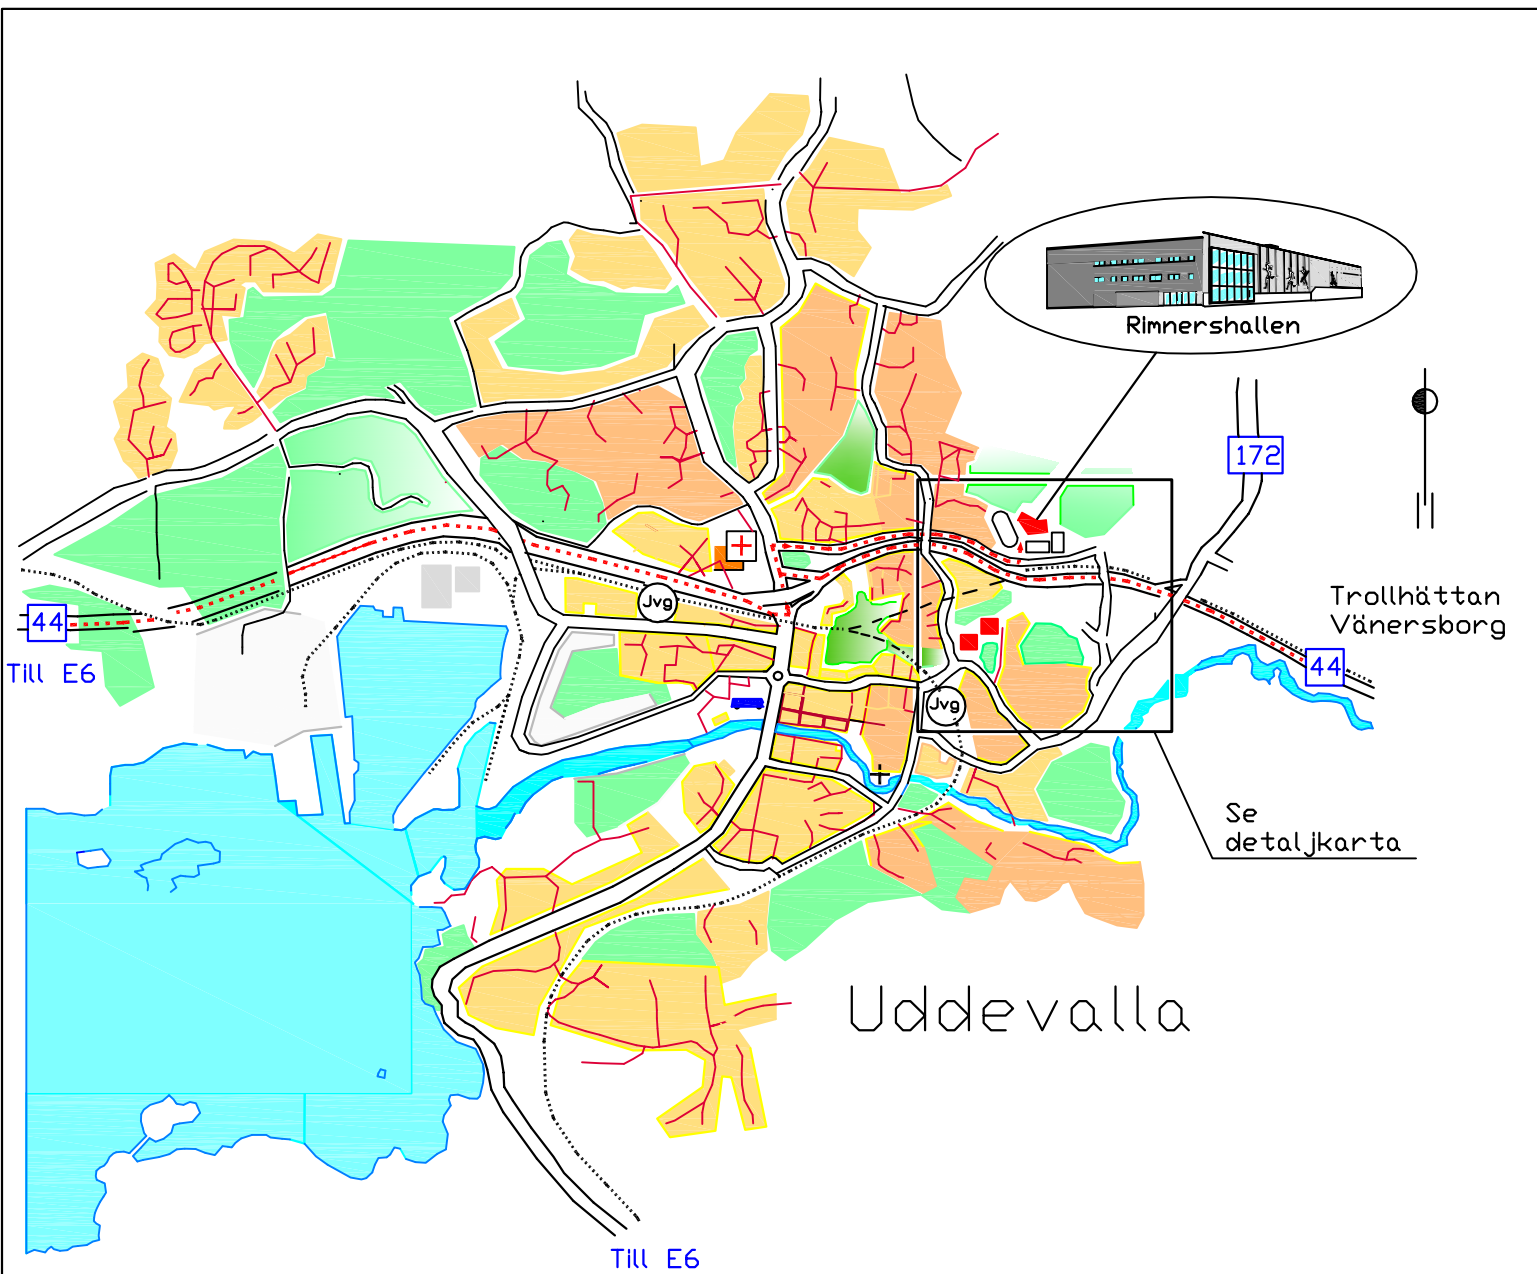 Rimnershallen
172
Jvg
Trollhättan
Vänersborg
44
Till E6
44
Jvg
Se
detaljkarta
Uddevalla
Till E6